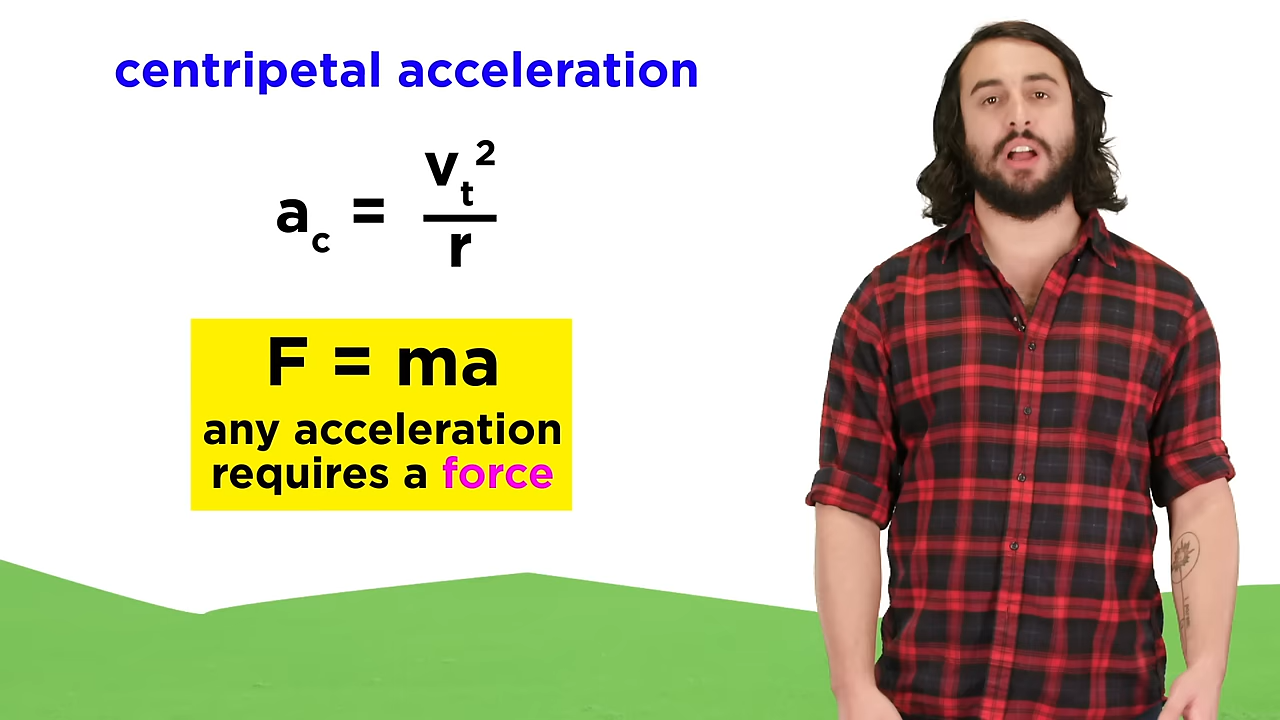 centripetal acceleration
a_c = v_t^2 / r
F = ma
any acceleration
requires a force